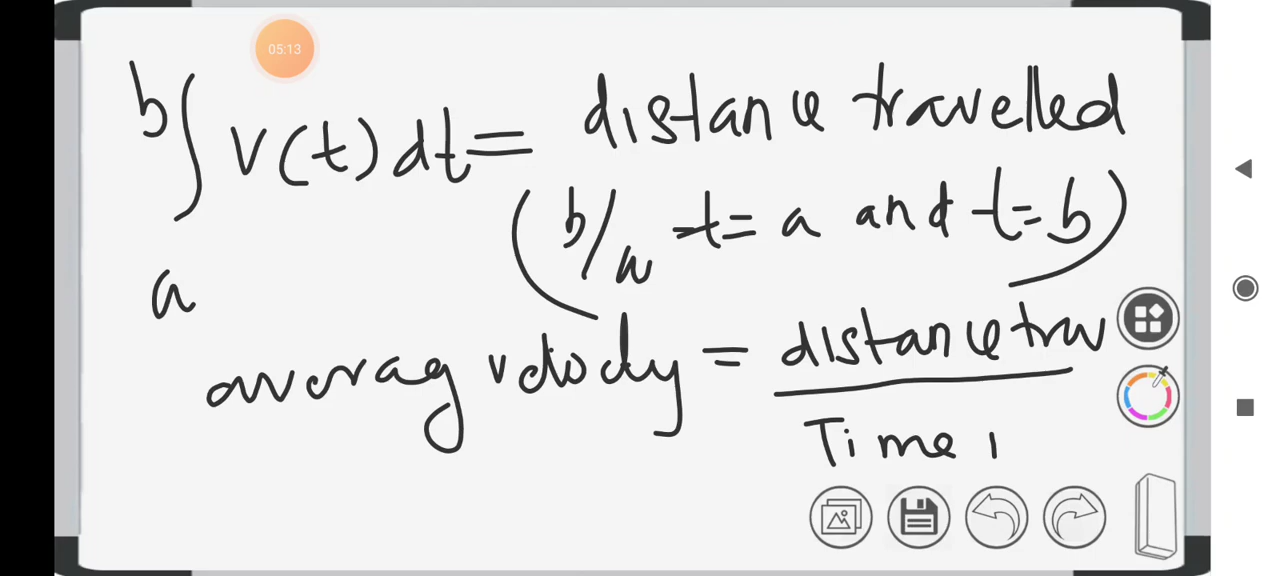 05:13
b∫ v(t) dt = distance travelled
a
(b/w t = a and t = b)
average velocity = distance trav
Time